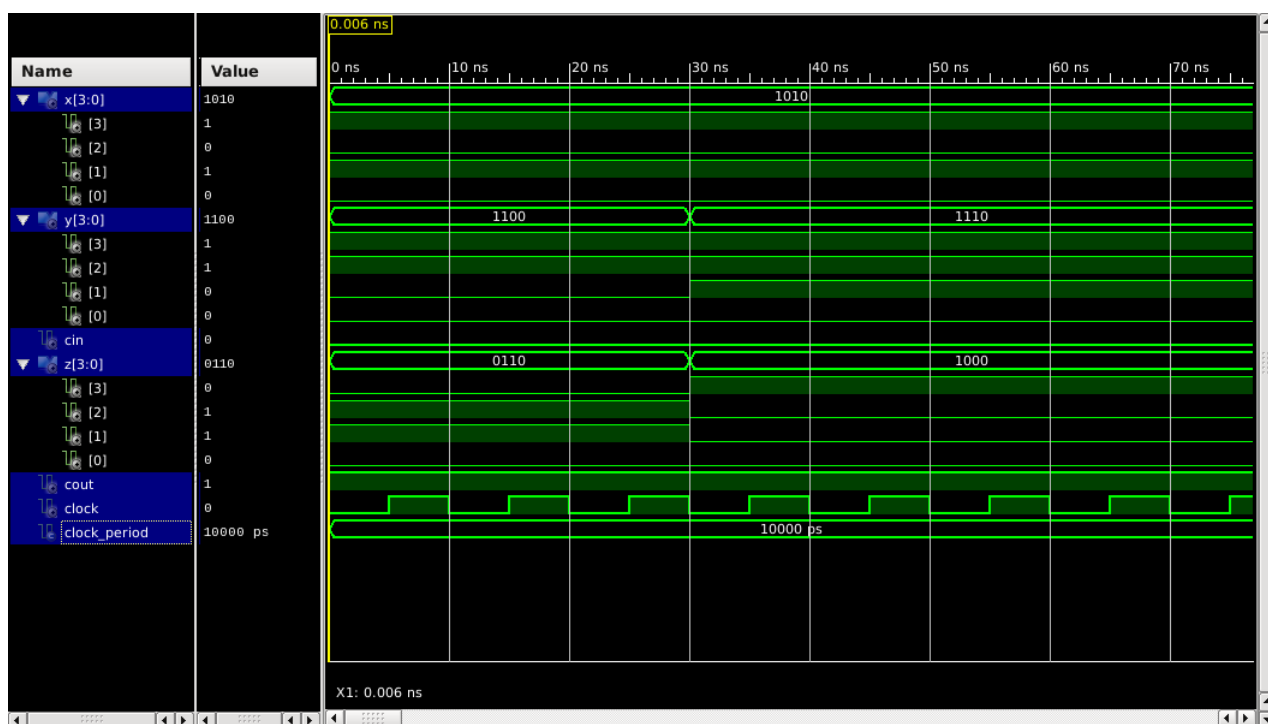 0.006 ns
Name Value 0 ns 10 ns 20 ns 30 ns 40 ns 50 ns 60 ns 70 ns
x[3:0] 1010 1010
[3] 1
[2] 0
[1] 1
[0] 0
y[3:0] 1100 1100 1110
[3] 1
[2] 1
[1] 0
[0] 0
cin 0
z[3:0] 0110 0110 1000
[3] 0
[2] 1
[1] 1
[0] 0
cout 1
clock 0
clock_period 10000 ps 10000 ps
X1: 0.006 ns